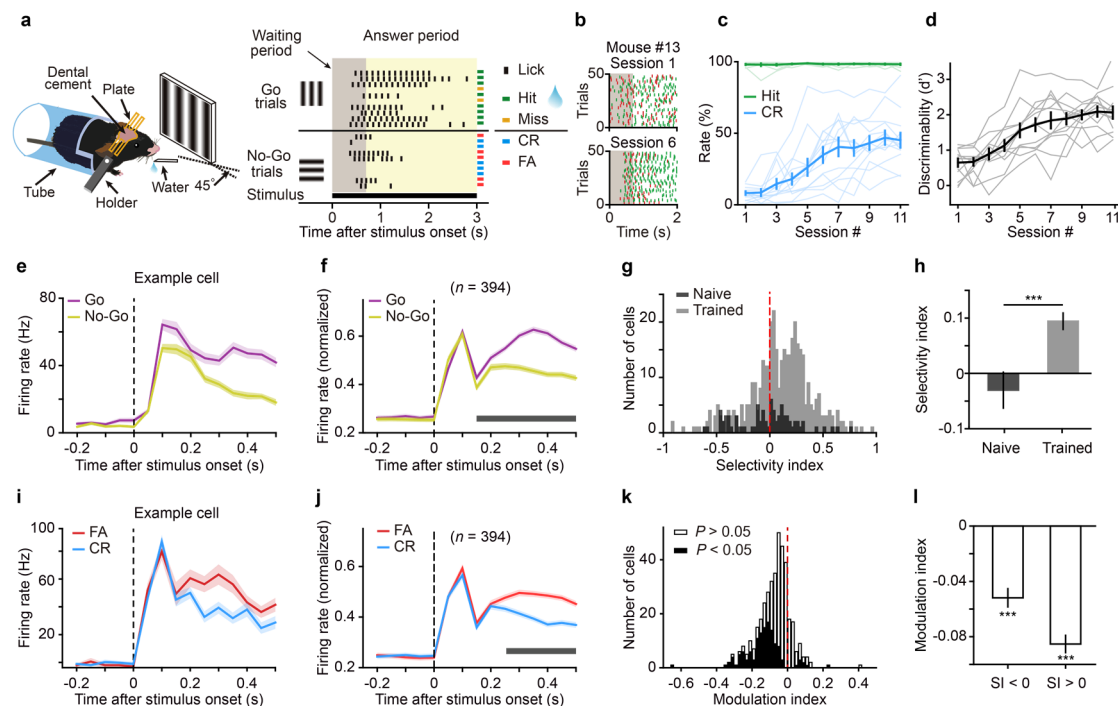 a
Dental
cement
Plate
Tube
Holder
Water
45°
Waiting
period
Answer period
Go
trials
No-Go
trials
Stimulus
0 1 2 3
Time after stimulus onset (s)
Lick
Hit
Miss
CR
FA
b
Mouse #13
Session 1
50
Trials
0
Session 6
50
Trials
0
0 1 2
Time (s)
c
100
50
0
Rate (%)
Hit
CR
1 3 5 7 9 11
Session #
d
4
3
2
1
0
Discriminablity (d')
1 3 5 7 9 11
Session #
e
Example cell
Go
No-Go
80
60
40
20
0
Firing rate (Hz)
-0.2 0 0.2 0.4
Time after stimulus onset (s)
f
(n = 394)
Go
No-Go
0.6
0.4
0.2
Firing rate (normalized)
-0.2 0 0.2 0.4
Time after stimulus onset (s)
g
Naive
Trained
20
10
0
Number of cells
-1 -0.5 0 0.5 1
Selectivity index
h
***
0.1
0
-0.1
Selectivity index
Naive Trained
i
Example cell
FA
CR
100
80
60
40
20
Firing rate (Hz)
-0.2 0 0.2 0.4
Time after stimulus onset (s)
j
(n = 394)
FA
CR
0.6
0.4
0.2
Firing rate (normalized)
-0.2 0 0.2 0.4
Time after stimulus onset (s)
k
P > 0.05
P < 0.05
40
20
0
Number of cells
-0.6 -0.4 -0.2 0 0.2 0.4
Modulation index
l
0
-0.04
-0.08
Modulation index
***
***
SI < 0 SI > 0